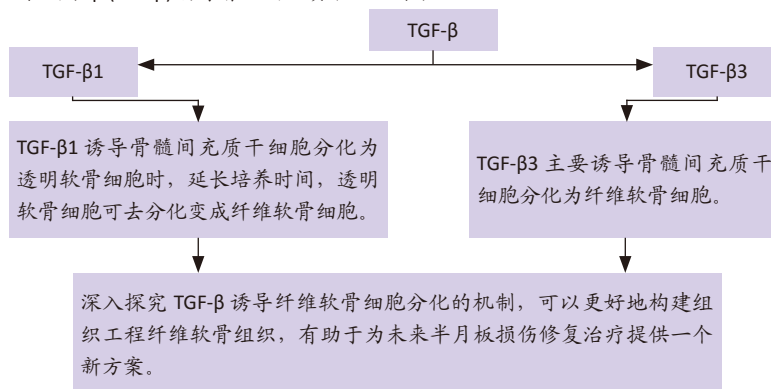 TGF-β
TGF-β1
TGF-β3
TGF-β1 诱导骨髓间充质干细胞分化为
透明软骨细胞时，延长培养时间，透明
软骨细胞可去分化变成纤维软骨细胞。
TGF-β3 主要诱导骨髓间充质干
细胞分化为纤维软骨细胞。
深入探究 TGF-β 诱导纤维软骨细胞分化的机制，可以更好地构建组
织工程纤维软骨组织，有助于为未来半月板损伤修复治疗提供一个
新方案。